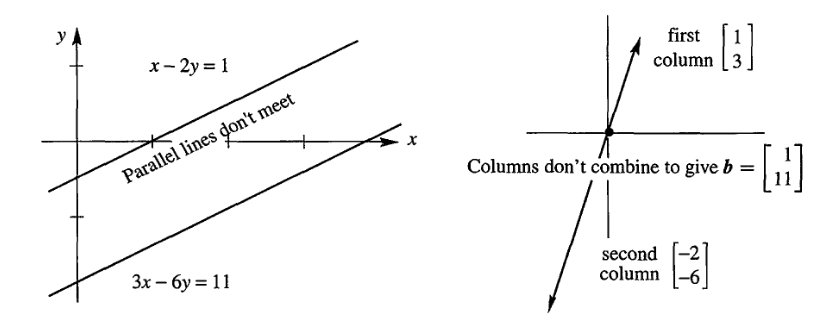 y
x – 2y = 1
Parallel lines don't meet
x
3x – 6y = 11
first
column
[1
3]
Columns don't combine to give b =
[1
11]
second
column
[–2
–6]